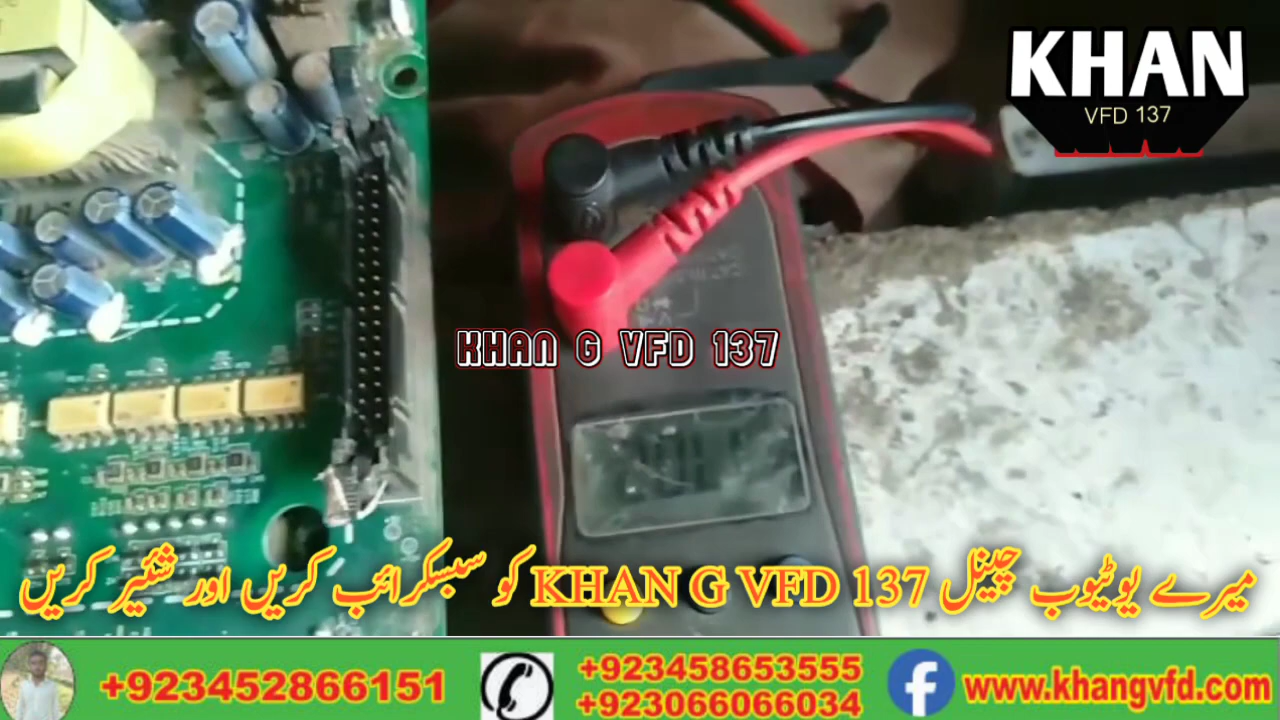 KHAN
VFD 137
KHAN G VFD 137
میرے یوٹیوب چینل KHAN G VFD 137 کو سبسکرائب کریں اور شئیر کریں
+923452866151
+923458653555
+923066066034
f www.khangvfd.com